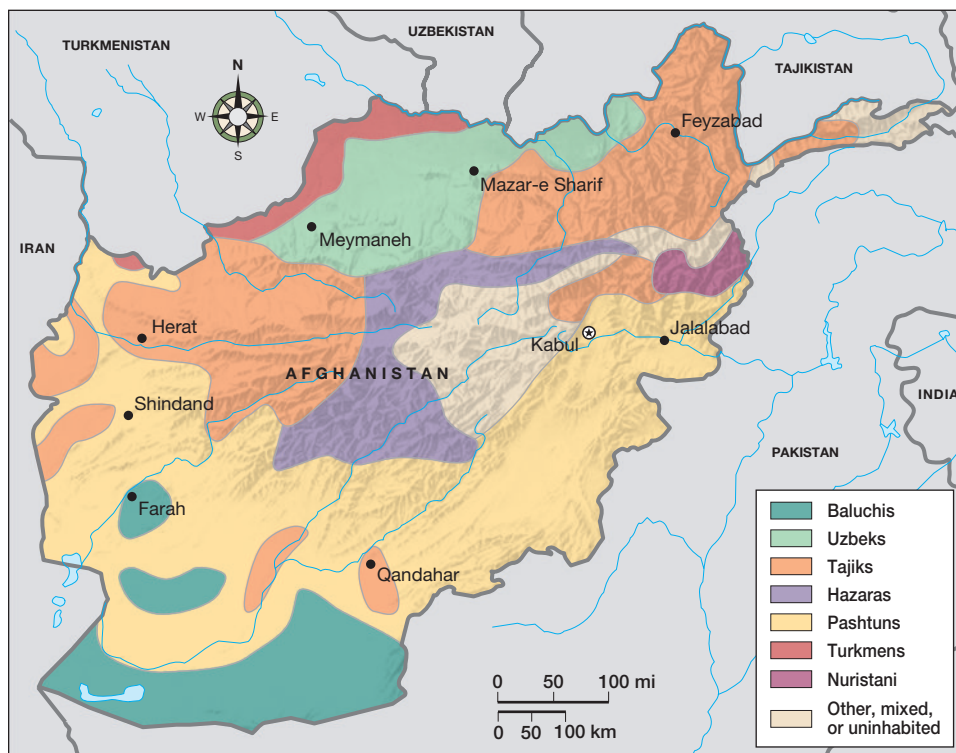 UZBEKISTAN
TURKMENISTAN
TAJIKISTAN
N
W E
S
Feyzabad
Mazar-e Sharif
Meymaneh
IRAN
Herat
Kabul
Jalalabad
AFGHANISTAN
INDIA
Shindand
PAKISTAN
Farah
Qandahar
Baluchis
Uzbeks
Tajiks
Hazaras
Pashtuns
Turkmens
Nuristani
Other, mixed,
or uninhabited
0 50 100 mi
0 50 100 km